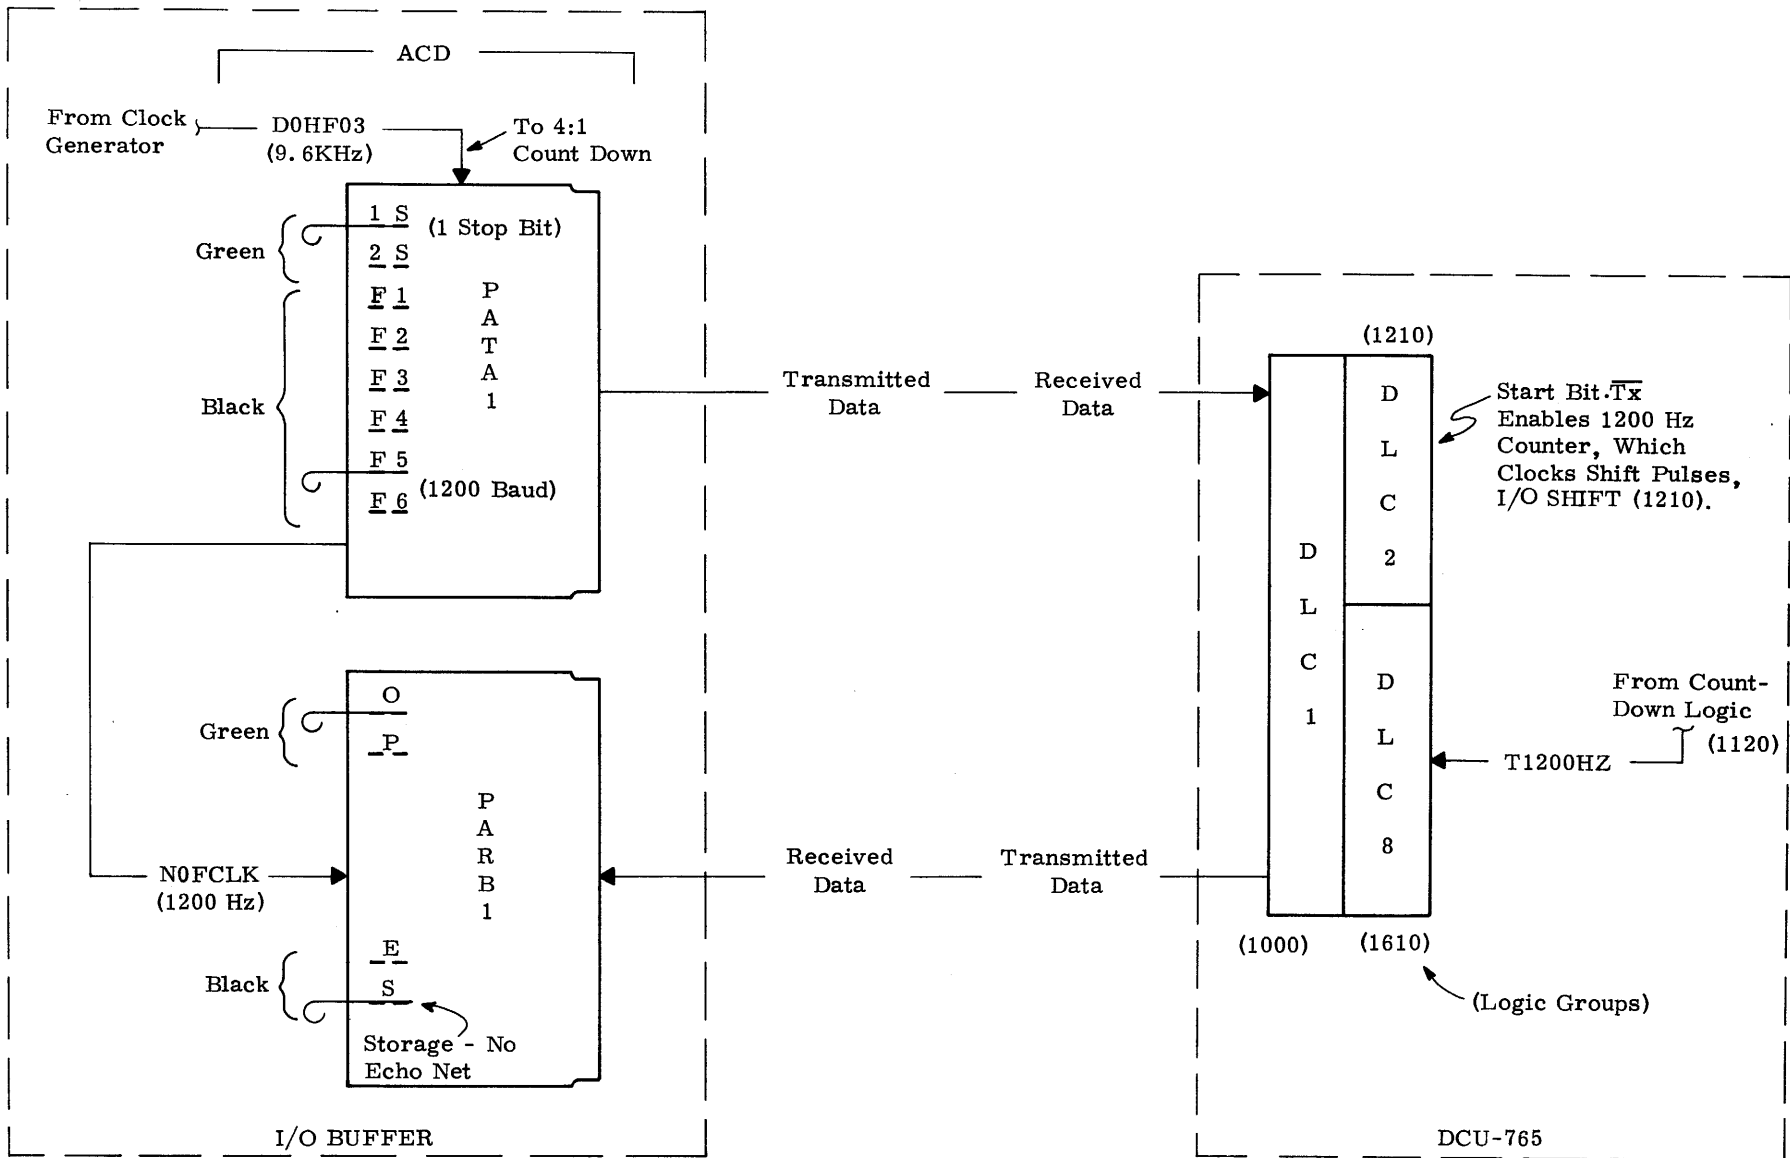 ACD
From Clock
Generator
D0HF03
(9.6KHz)
To 4:1
Count Down
Green
1 S
(1 Stop Bit)
2 S
Black
F 1
F 2
F 3
F 4
F 5
(1200 Baud)
F 6
P
A
T
A
1
Transmitted
Data
Received
Data
(1210)
D
L
C
2
Start Bit·T̅x̅
Enables 1200 Hz
Counter, Which
Clocks Shift Pulses,
I/O SHIFT (1210).
D
L
C
1
D
L
C
8
From Count-
Down Logic
(1120)
T1200HZ
Green
O
P
P
A
R
B
1
N0FCLK
(1200 Hz)
Received
Data
Transmitted
Data
Black
E
S
Storage - No
Echo Net
(1000)
(1610)
(Logic Groups)
I/O BUFFER
DCU-765